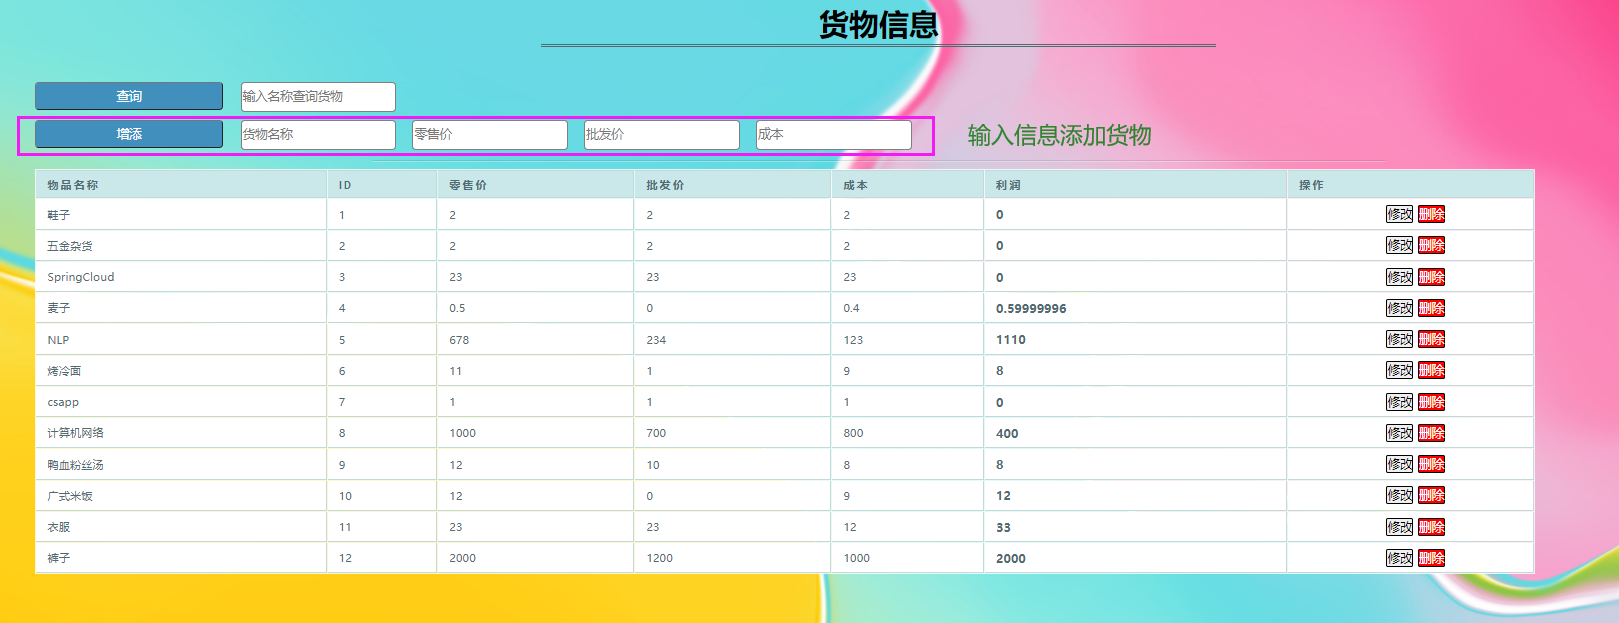 货物信息
查询 输入名称查询货物
增添 货物名称 零售价 批发价 成本 输入信息添加货物
物品名称 ID 零售价 批发价 成本 利润 操作
鞋子 1 2 2 2 0 修改 删除
五金杂货 2 2 2 2 0 修改 删除
SpringCloud 3 23 23 23 0 修改 删除
麦子 4 0.5 0 0.4 0.59999996 修改 删除
NLP 5 678 234 123 1110 修改 删除
烤冷面 6 11 1 9 8 修改 删除
csapp 7 1 1 1 0 修改 删除
计算机网络 8 1000 700 800 400 修改 删除
鸭血粉丝汤 9 12 10 8 8 修改 删除
广式米饭 10 12 0 9 12 修改 删除
衣服 11 23 23 12 33 修改 删除
裤子 12 2000 1200 1000 2000 修改 删除